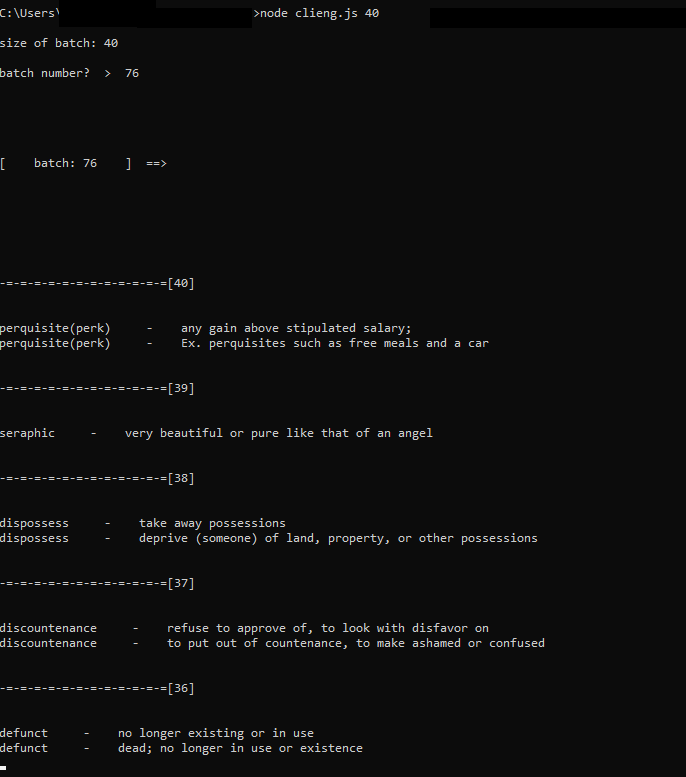 C:\Users\ >node clieng.js 40
size of batch: 40
batch number?  >  76
[    batch: 76    ]  ==>
-=-=-=-=-=-=-=-=-=-=-=-=[40]
perquisite(perk)     -    any gain above stipulated salary;
perquisite(perk)     -    Ex. perquisites such as free meals and a car
-=-=-=-=-=-=-=-=-=-=-=-=[39]
seraphic     -    very beautiful or pure like that of an angel
-=-=-=-=-=-=-=-=-=-=-=-=[38]
dispossess     -    take away possessions
dispossess     -    deprive (someone) of land, property, or other possessions
-=-=-=-=-=-=-=-=-=-=-=-=[37]
discountenance     -    refuse to approve of, to look with disfavor on
discountenance     -    to put out of countenance, to make ashamed or confused
-=-=-=-=-=-=-=-=-=-=-=-=[36]
defunct     -    no longer existing or in use
defunct     -    dead; no longer in use or existence